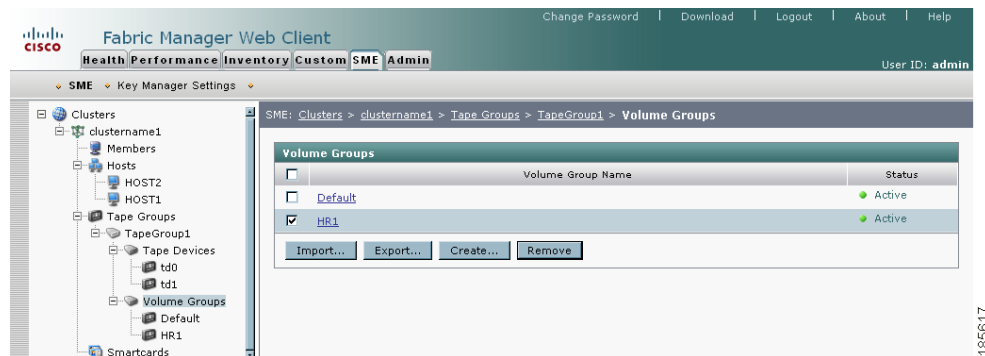 Change Password | Download | Logout | About | Help
CISCO
Fabric Manager Web Client
Health Performance Inventory Custom SME Admin
User ID: admin
SME Key Manager Settings
Clusters
clustername1
Members
Hosts
HOST2
HOST1
Tape Groups
TapeGroup1
Tape Devices
td0
td1
Volume Groups
Default
HR1
Smartcards
SME: Clusters > clustername1 > Tape Groups > TapeGroup1 > Volume Groups
Volume Groups
Volume Group Name Status
Default Active
HR1 Active
Import... Export... Create... Remove
185617